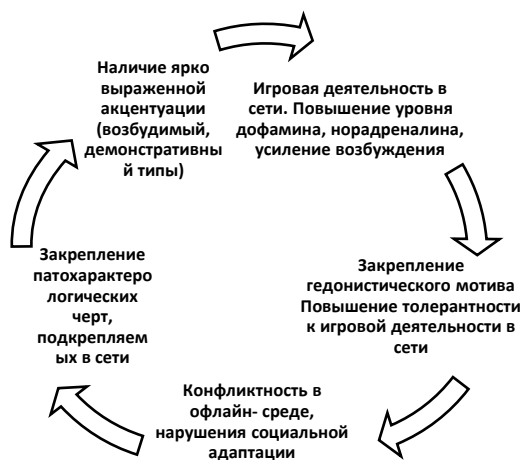 Наличие ярко
выраженной
акцентуации
(возбудимый,
демонстративны
й типы)
Игровая деятельность в
сети. Повышение уровня
дофамина, норадреналина,
усиление возбуждения
Закрепление
гедонистического мотива
Повышение толерантности
к игровой деятельности в
сети
Конфликтность в
офлайн- среде,
нарушения социальной
адаптации
Закрепление
патохарактеро
логических
черт,
подкрепляем
ых в сети